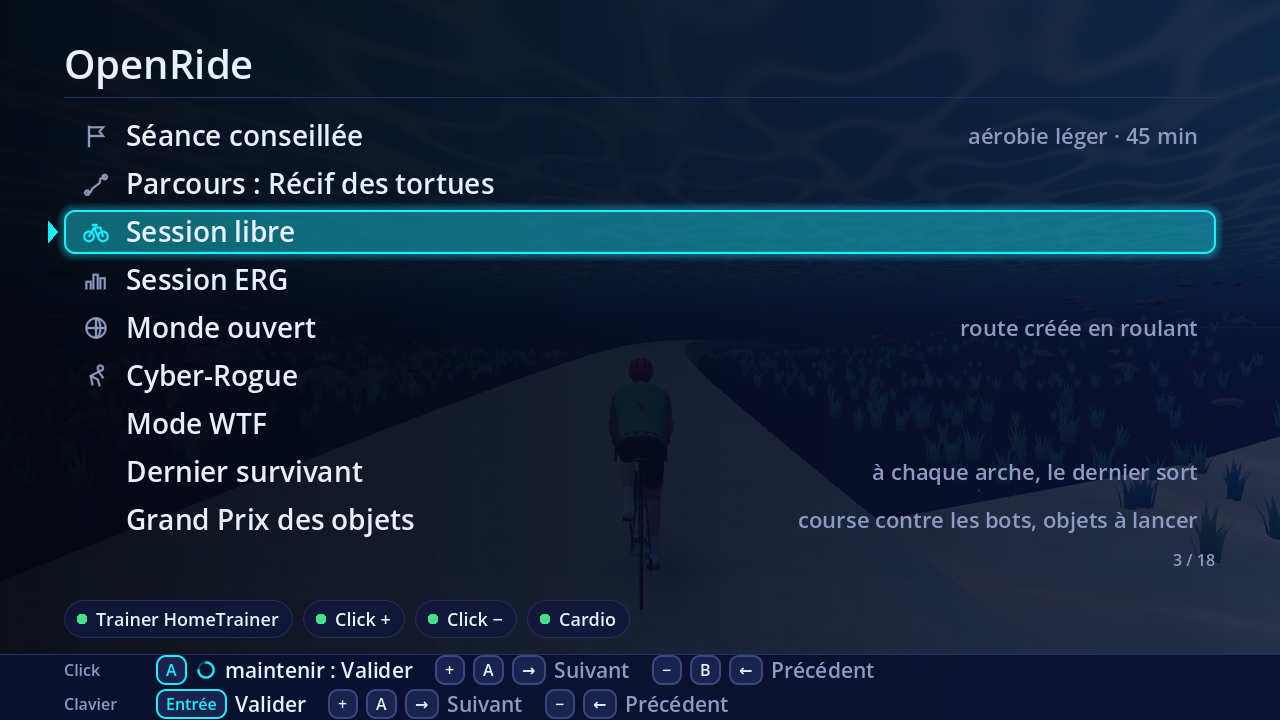 OpenRide
Séance conseillée aérobie léger · 45 min
Parcours : Récif des tortues
Session libre
Session ERG
Monde ouvert route créée en roulant
Cyber-Rogue
Mode WTF
Dernier survivant à chaque arche, le dernier sort
Grand Prix des objets course contre les bots, objets à lancer
3 / 18
Trainer HomeTrainer Click + Click − Cardio
Click A maintenir : Valider + A → Suivant − B ← Précédent
Clavier Entrée Valider + A → Suivant − ← Précédent